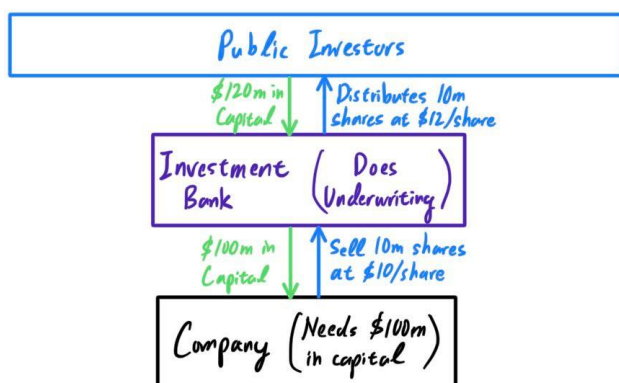 Public Investors
$120m in
Capital
Distributes 10m
shares at $12/share
Investment
Bank
(Does
Underwriting)
$100m in
Capital
Sell 10m shares
at $10/share
Company (Needs $100m
in capital)